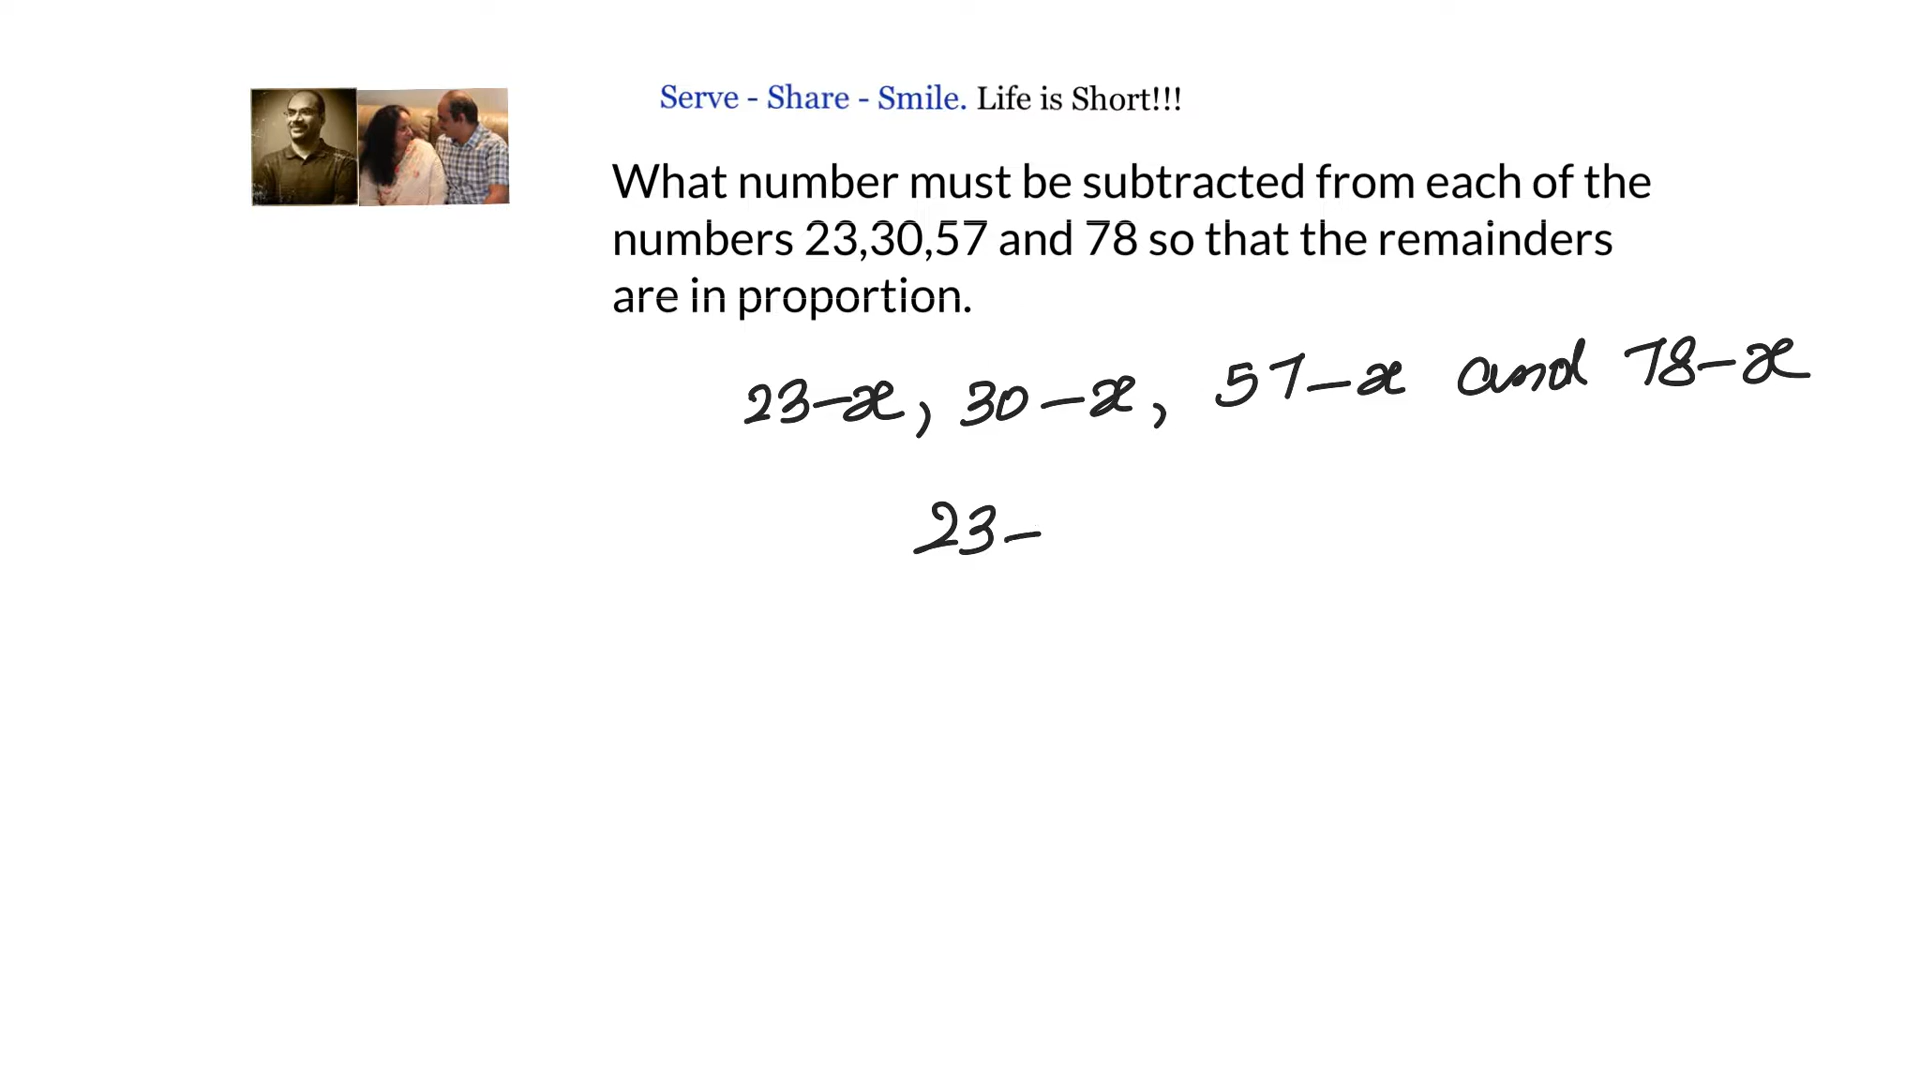 Serve - Share - Smile. Life is Short!!!
What number must be subtracted from each of the
numbers 23,30,57 and 78 so that the remainders
are in proportion.
23-x, 30-x, 57-x and 78-x
23-